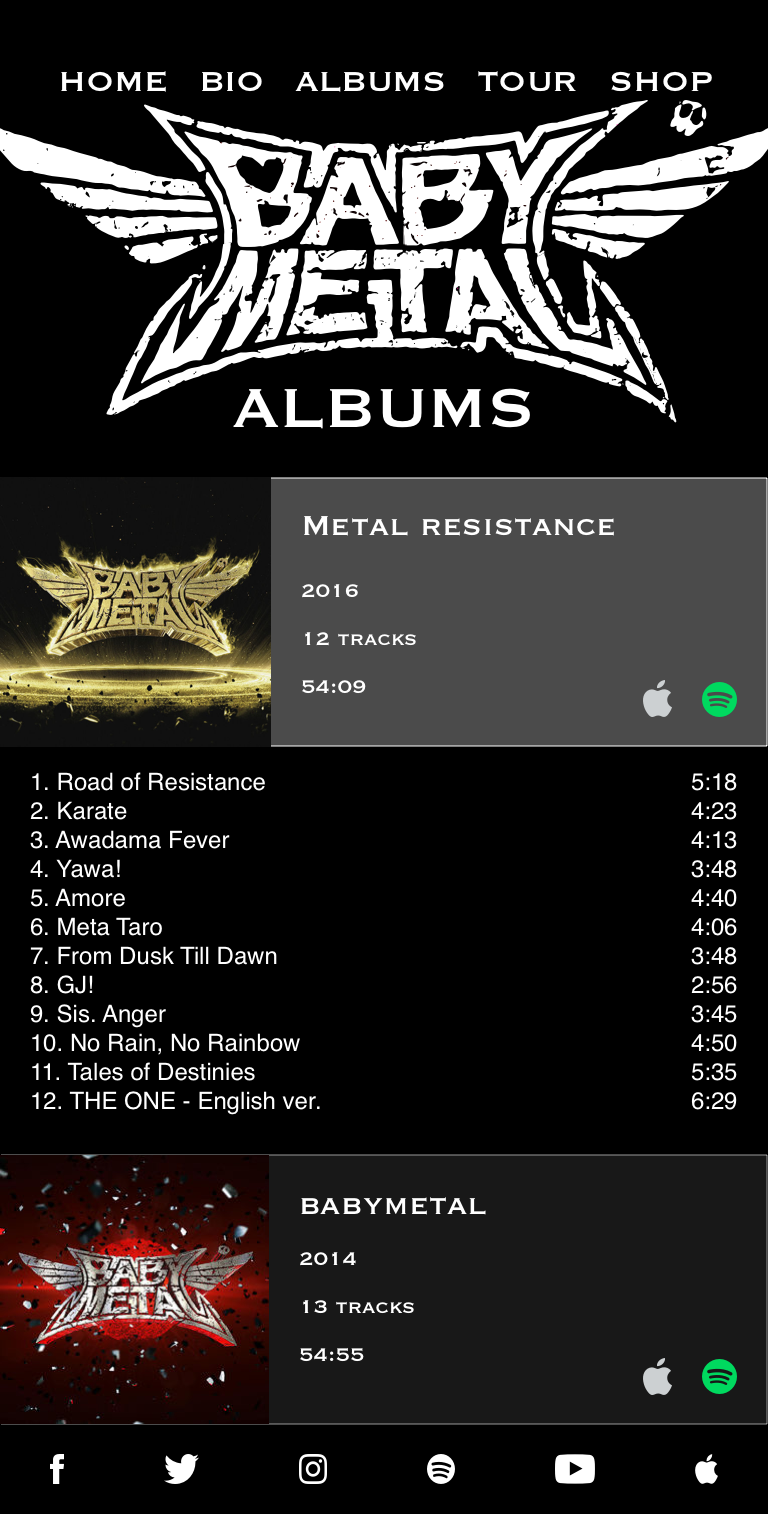 HOME BIO ALBUMS TOUR SHOP
BABY
METAL
ALBUMS
BABY
METAL
METAL RESISTANCE
2016
12 TRACKS
54:09
1. Road of Resistance 5:18
2. Karate 4:23
3. Awadama Fever 4:13
4. Yawa! 3:48
5. Amore 4:40
6. Meta Taro 4:06
7. From Dusk Till Dawn 3:48
8. GJ! 2:56
9. Sis. Anger 3:45
10. No Rain, No Rainbow 4:50
11. Tales of Destinies 5:35
12. THE ONE - English ver. 6:29
BABY
METAL
BABYMETAL
2014
13 TRACKS
54:55